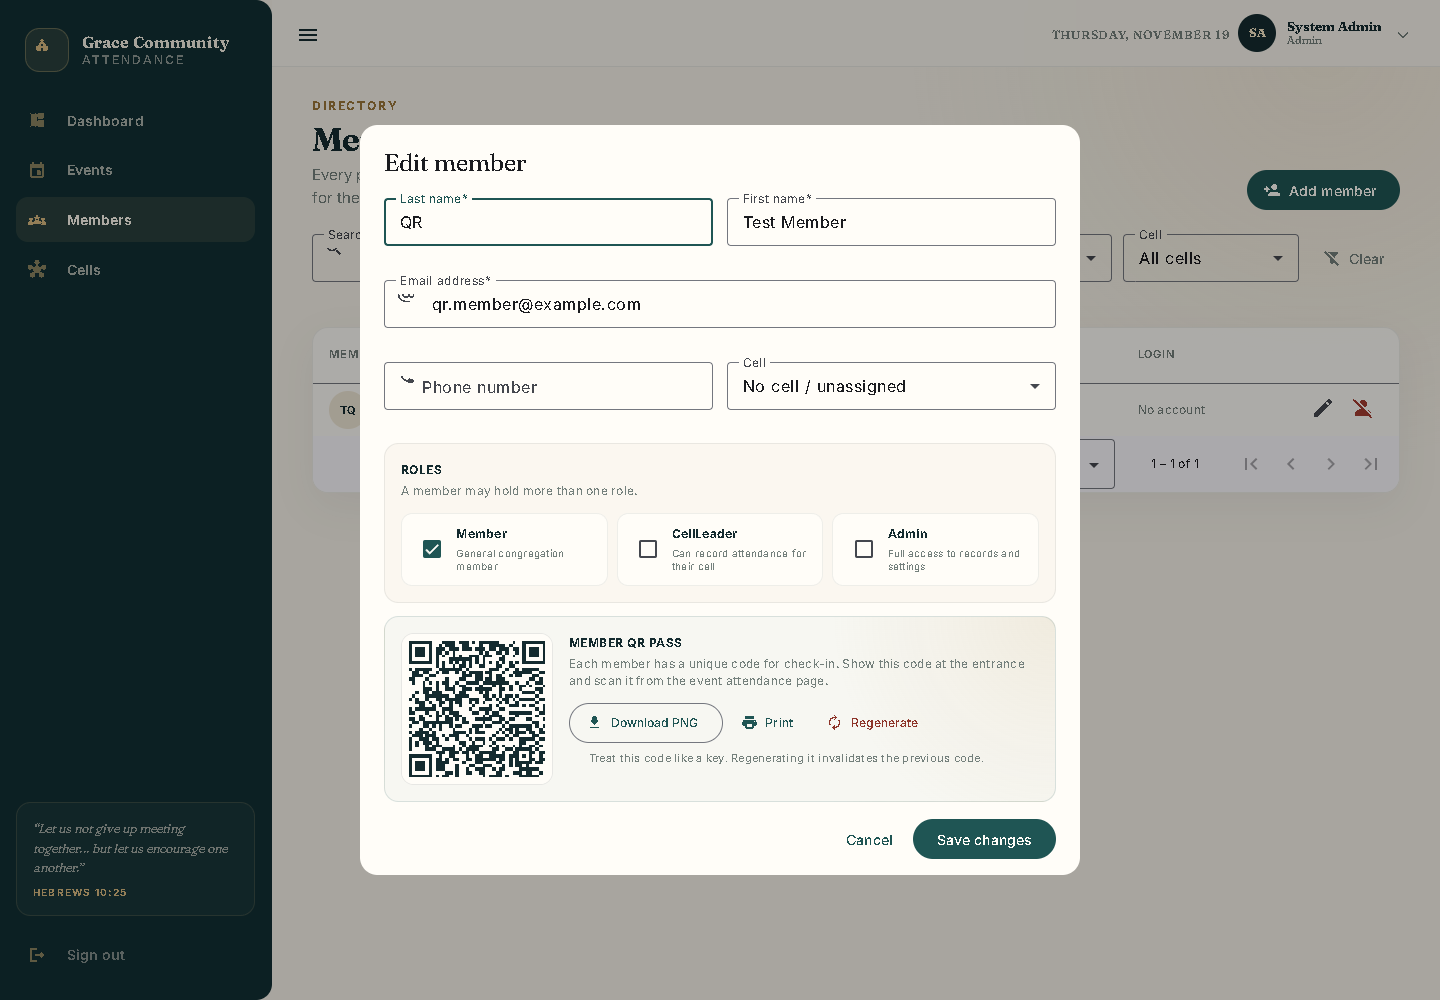 Grace Community
ATTENDANCE
Dashboard
Events
Members
Cells
“Let us not give up meeting
together… but let us encourage one
another.”
HEBREWS 10:25
Sign out
THURSDAY, NOVEMBER 19
SA
System Admin
Admin
DIRECTORY
Me
Every
for the
Add member
Searc
Cell
All cells
Clear
MEM
LOGIN
TQ
No account
1 – 1 of 1
Edit member
Last name*
QR
First name*
Test Member
Email address*
qr.member@example.com
Phone number
Cell
No cell / unassigned
ROLES
A member may hold more than one role.
Member
General congregation
member
CellLeader
Can record attendance for
their cell
Admin
Full access to records and
settings
MEMBER QR PASS
Each member has a unique code for check-in. Show this code at the entrance
and scan it from the event attendance page.
Download PNG
Print
Regenerate
Treat this code like a key. Regenerating it invalidates the previous code.
Cancel
Save changes